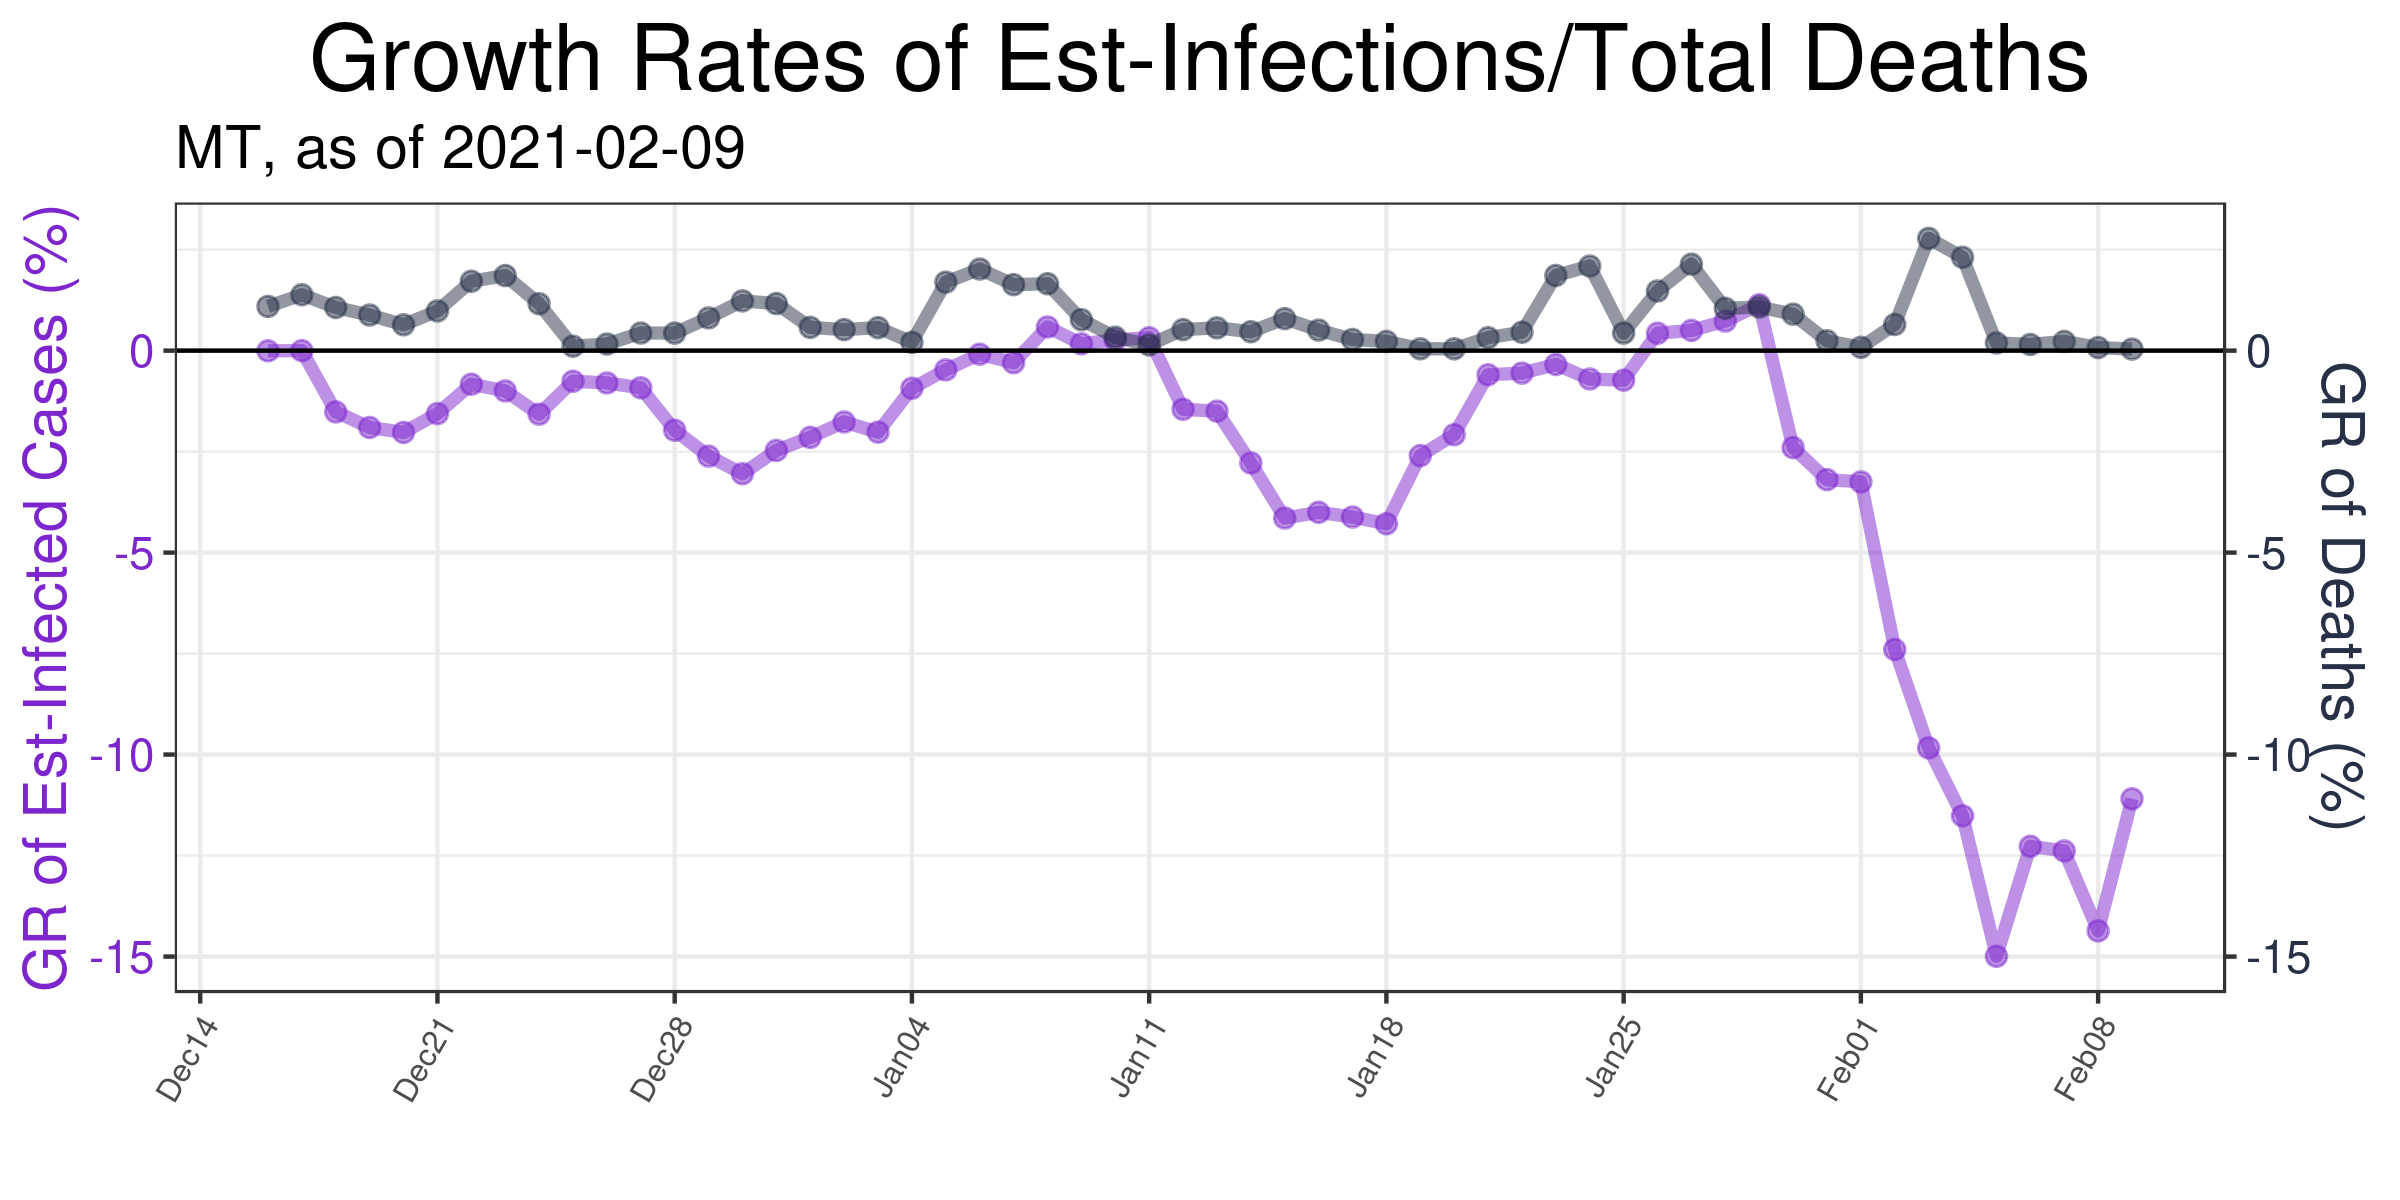 Growth Rates of Est-Infections/Total Deaths
MT, as of 2021-02-09
GR of Est-Infected Cases (%)
0
-5
-10
-15
0
-5
-10
-15
GR of Deaths (%)
Dec14
Dec21
Dec28
Jan04
Jan11
Jan18
Jan25
Feb01
Feb08